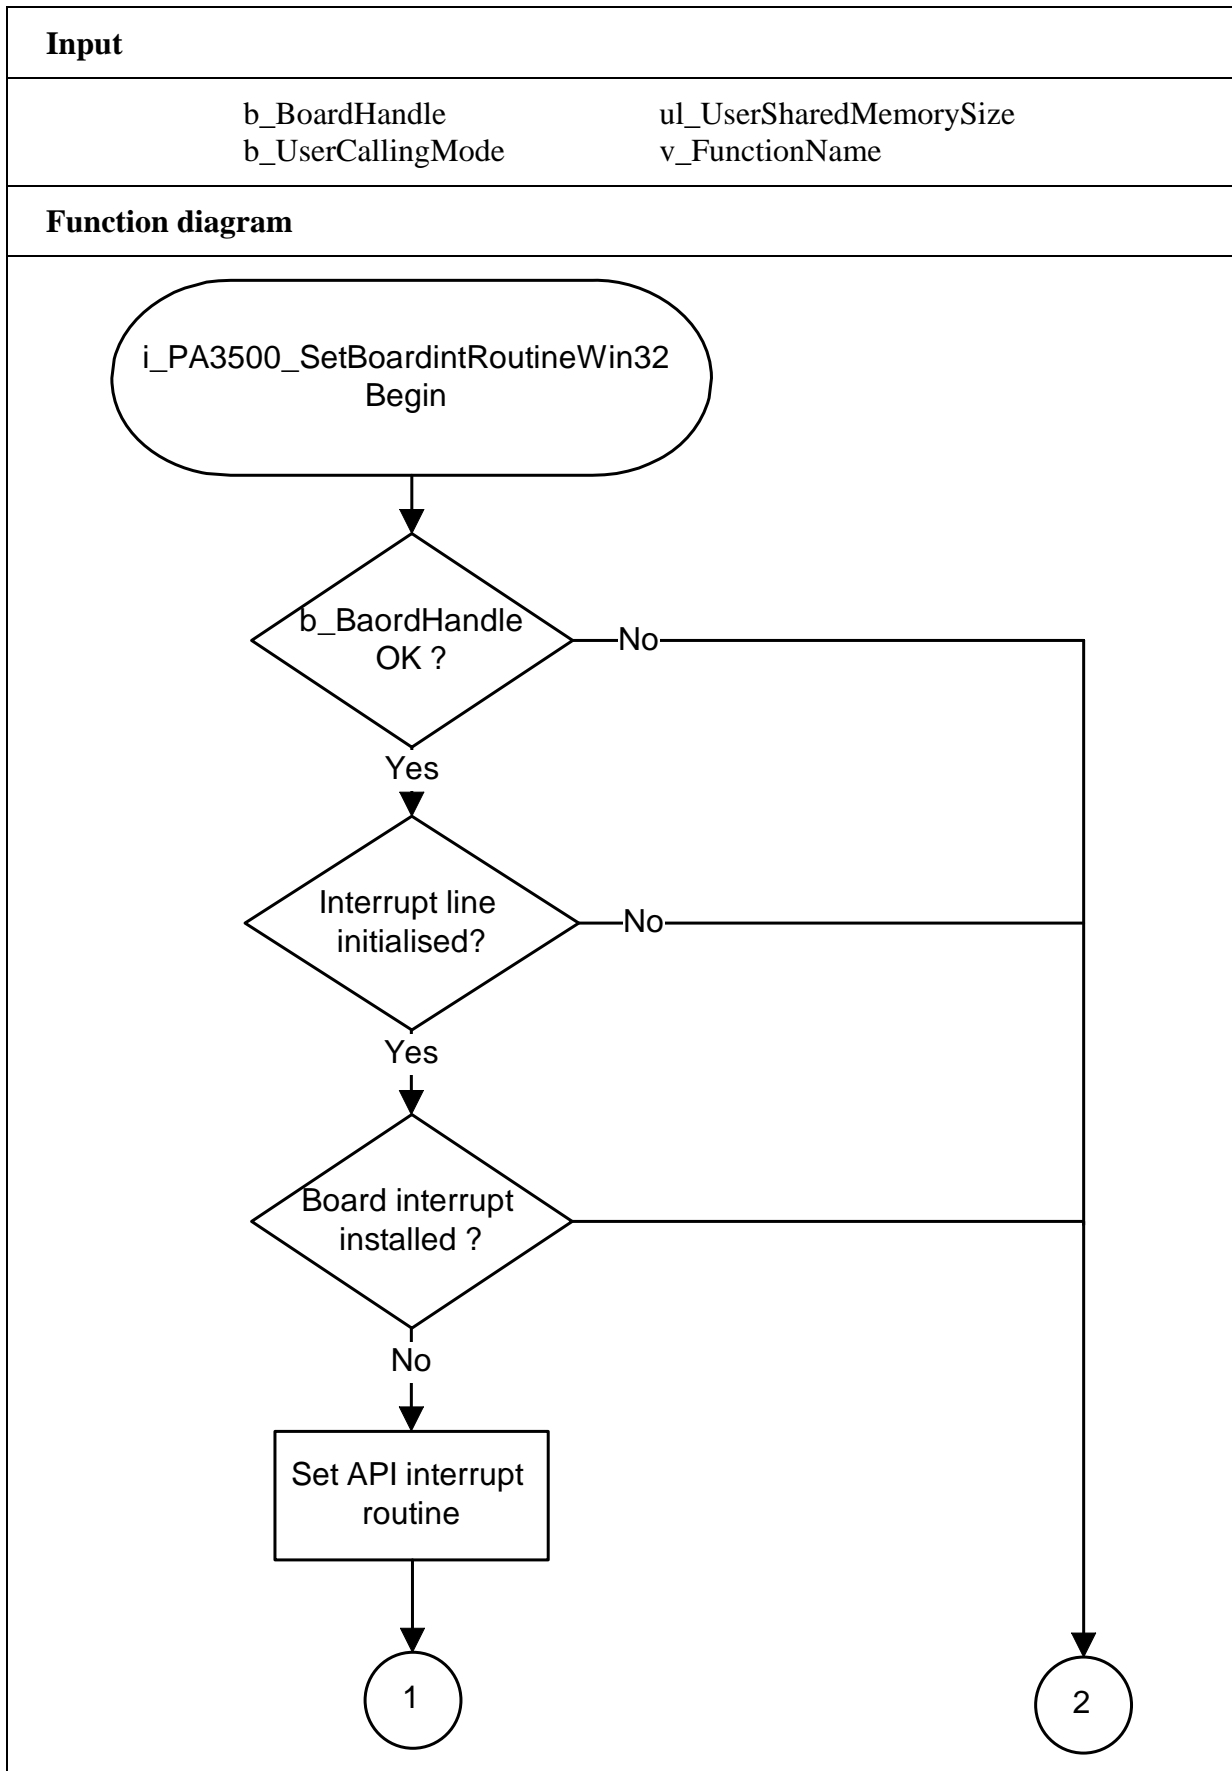 Input
b_BoardHandle ul_UserSharedMemorySize
b_UserCallingMode v_FunctionName
Function diagram
i_PA3500_SetBoardintRoutineWin32
Begin
b_BaordHandle
OK ?
No
Yes
Interrupt line
initialised?
No
Yes
Board interrupt
installed ?
No
Set API interrupt
routine
1
2